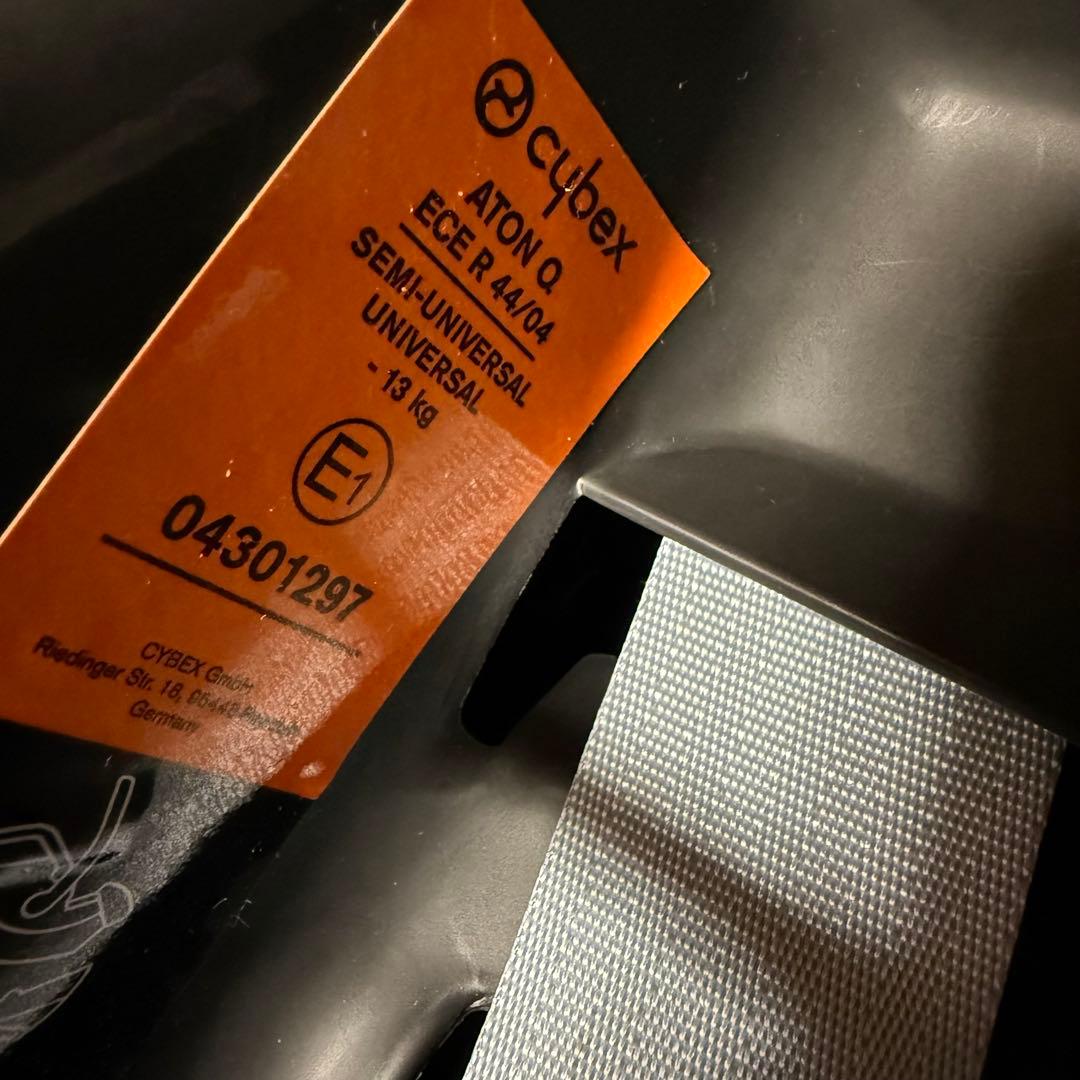 cybex
ATON Q
ECE R 44/04
SEMI-UNIVERSAL
UNIVERSAL
- 13 kg
E1
04301297
CYBEX GmbH
Riedinger Str. 18,
Germany